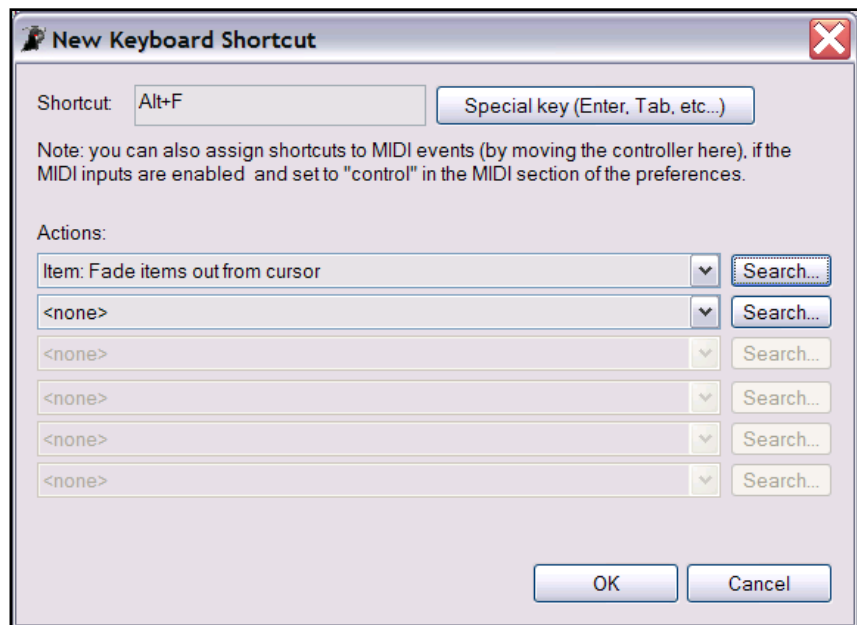 New Keyboard Shortcut
Shortcut: Alt+F Special key (Enter, Tab, etc...)
Note: you can also assign shortcuts to MIDI events (by moving the controller here), if the
MIDI inputs are enabled and set to "control" in the MIDI section of the preferences.
Actions:
Item: Fade items out from cursor Search...
<none> Search...
<none> Search...
<none> Search...
<none> Search...
<none> Search...
OK Cancel